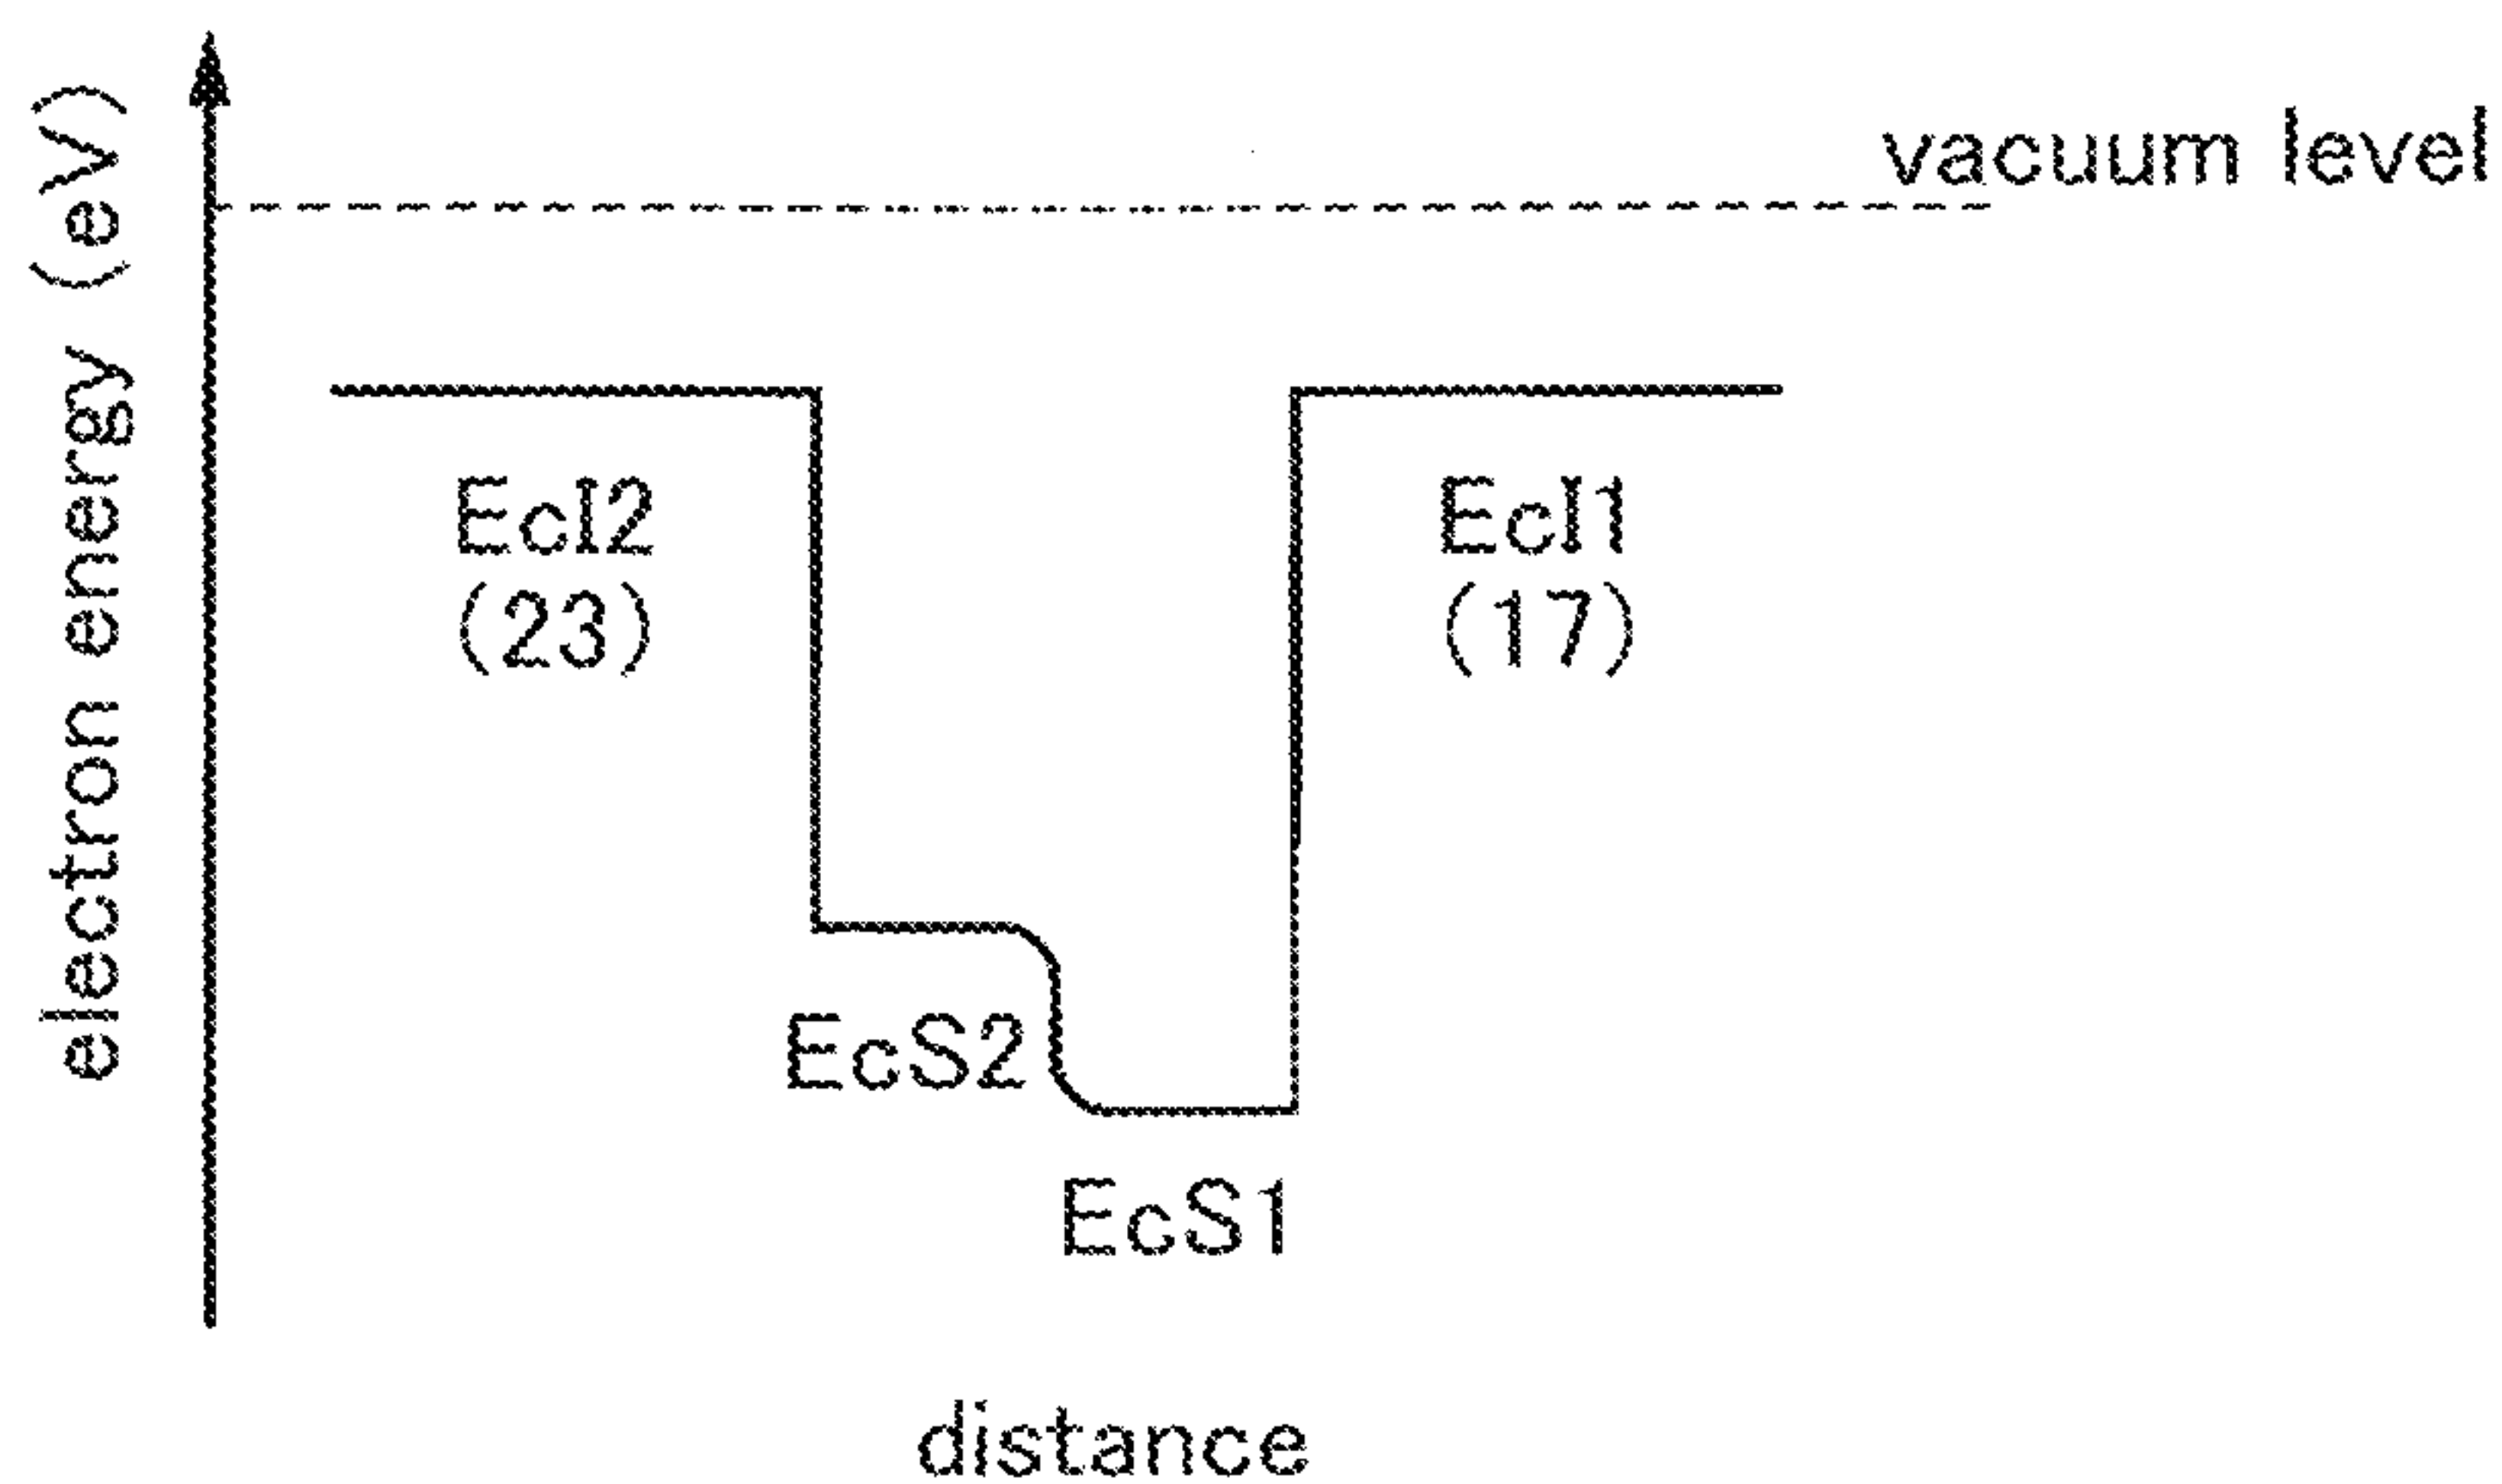 electron energy (eV)
vacuum level
EcI2
(23)
EcI1
(17)
EcS2
EcS1
distance